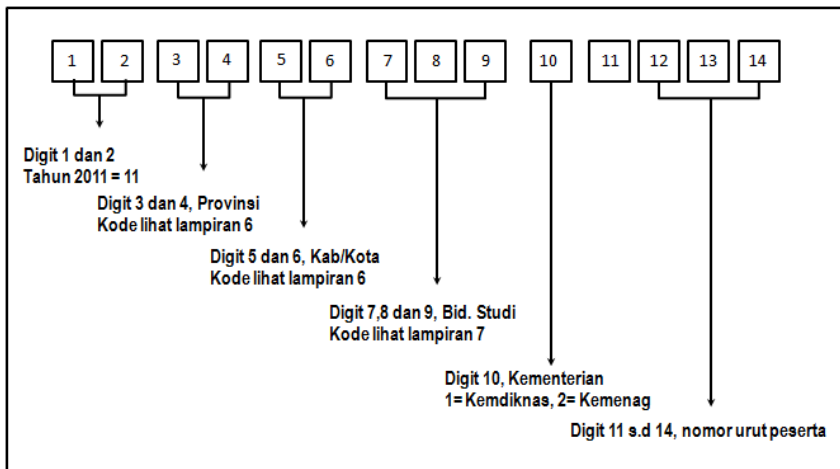 1 2 3 4 5 6 7 8 9 10 11 12 13 14
Digit 1 dan 2
Tahun 2011 = 11
Digit 3 dan 4, Provinsi
Kode lihat lampiran 6
Digit 5 dan 6, Kab/Kota
Kode lihat lampiran 6
Digit 7,8 dan 9, Bid. Studi
Kode lihat lampiran 7
Digit 10, Kementerian
1= Kemdiknas, 2= Kemenag
Digit 11 s.d 14, nomor urut peserta